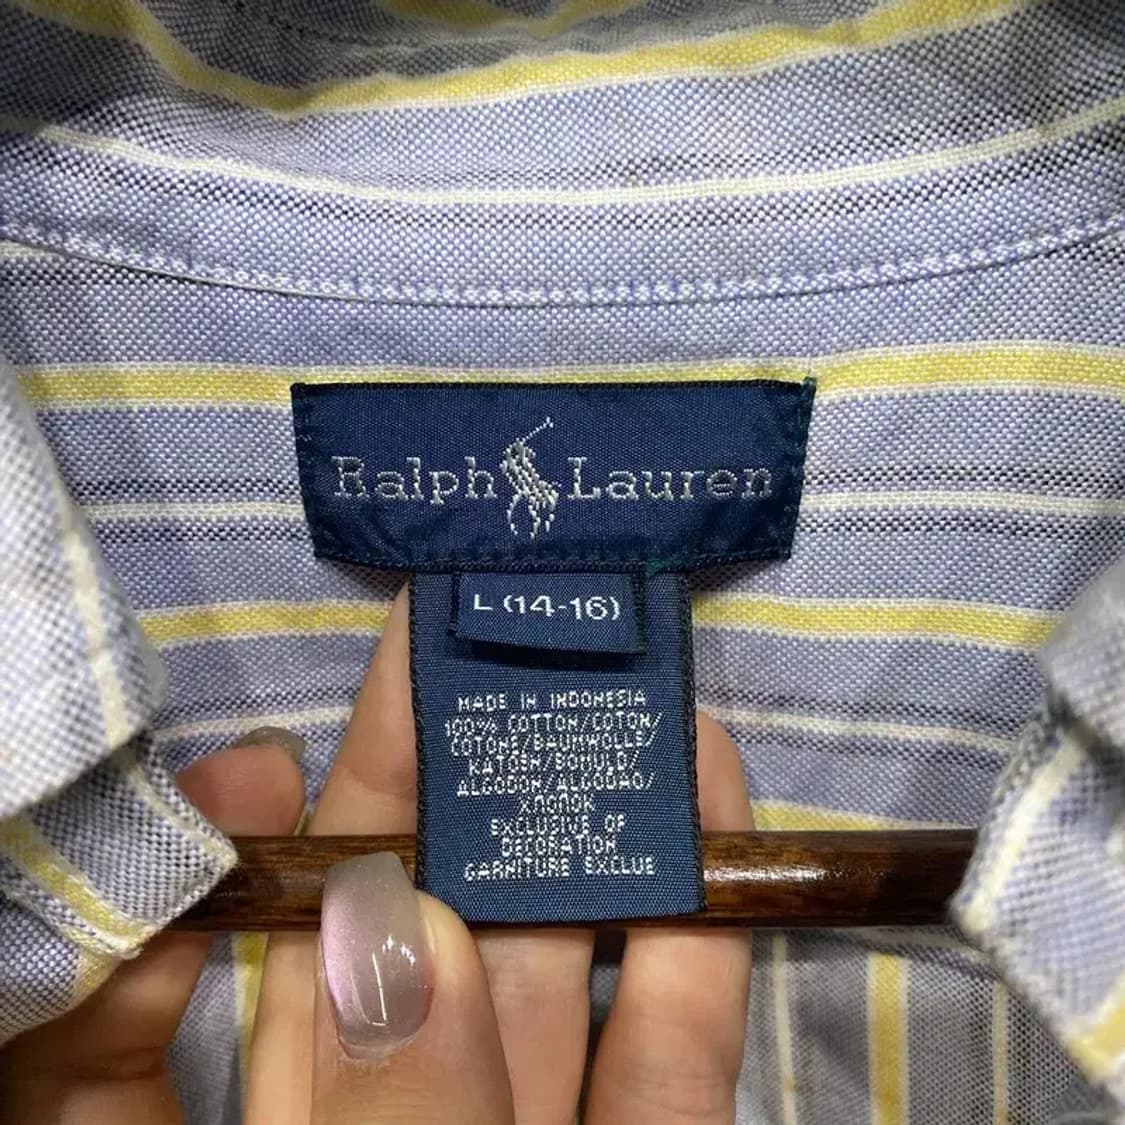 Ralph Lauren
L (14-16)
MADE IN INDONESIA
100% COTTON/COTON/
COTONE/BAUMWOLLE/
KATOEN/BOMULD/
ALGODON/ALGODAO/
ХЛОПОК
EXCLUSIVE OF
DECORATION
GARNITURE EXCLUE